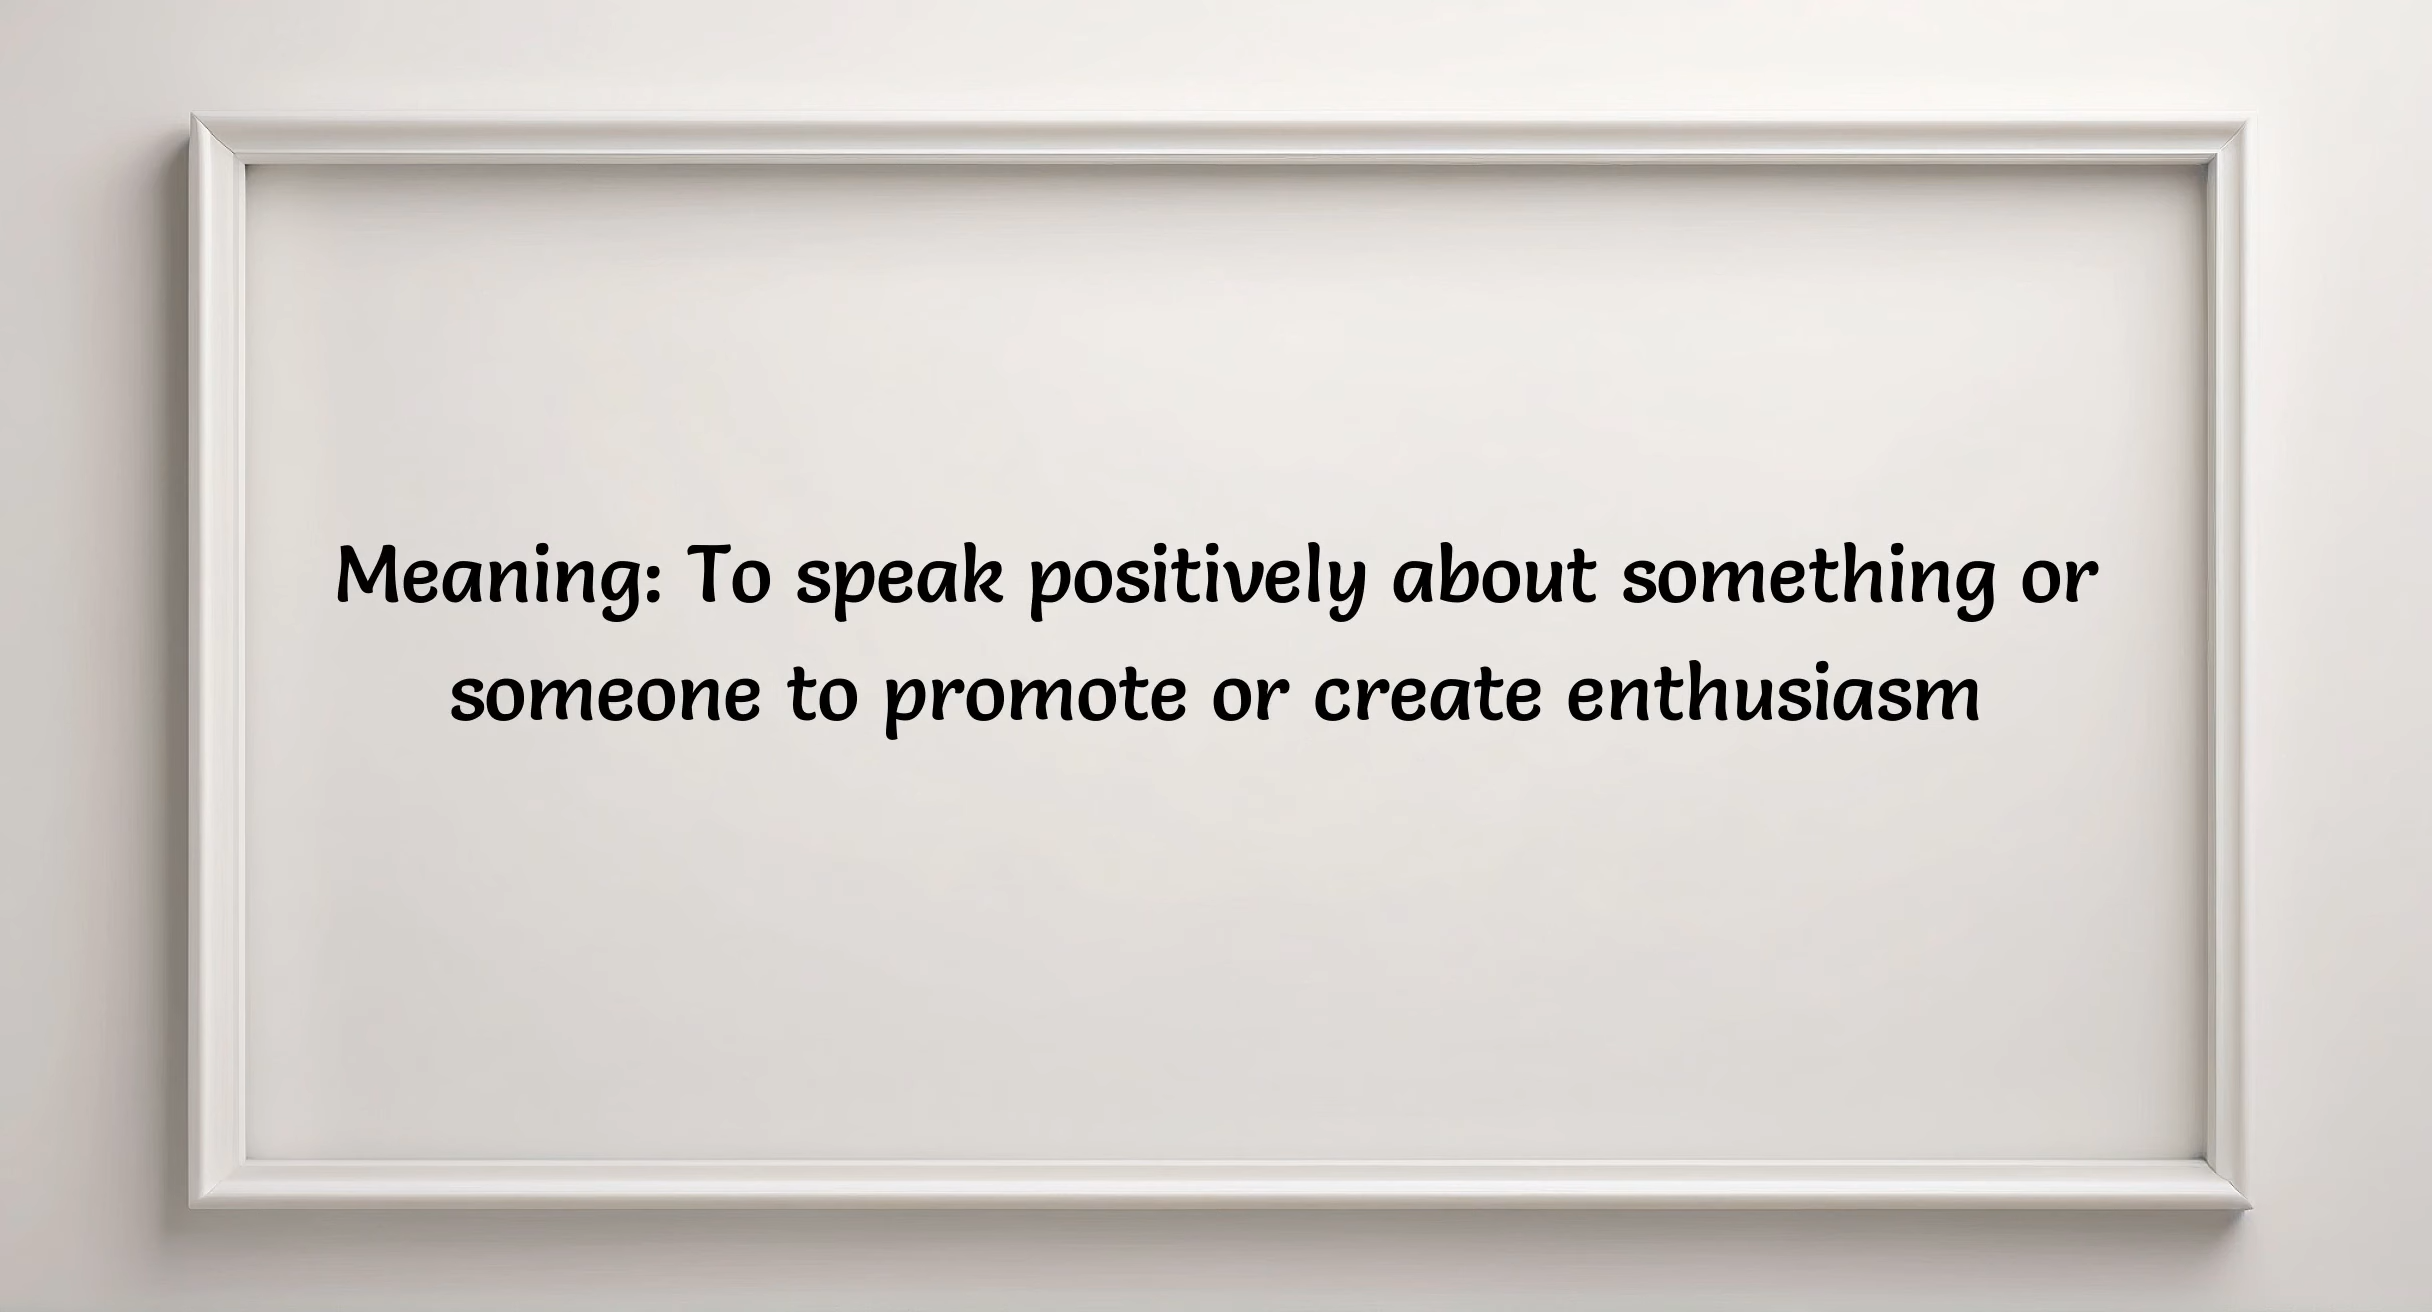 Meaning: To speak positively about something or
someone to promote or create enthusiasm